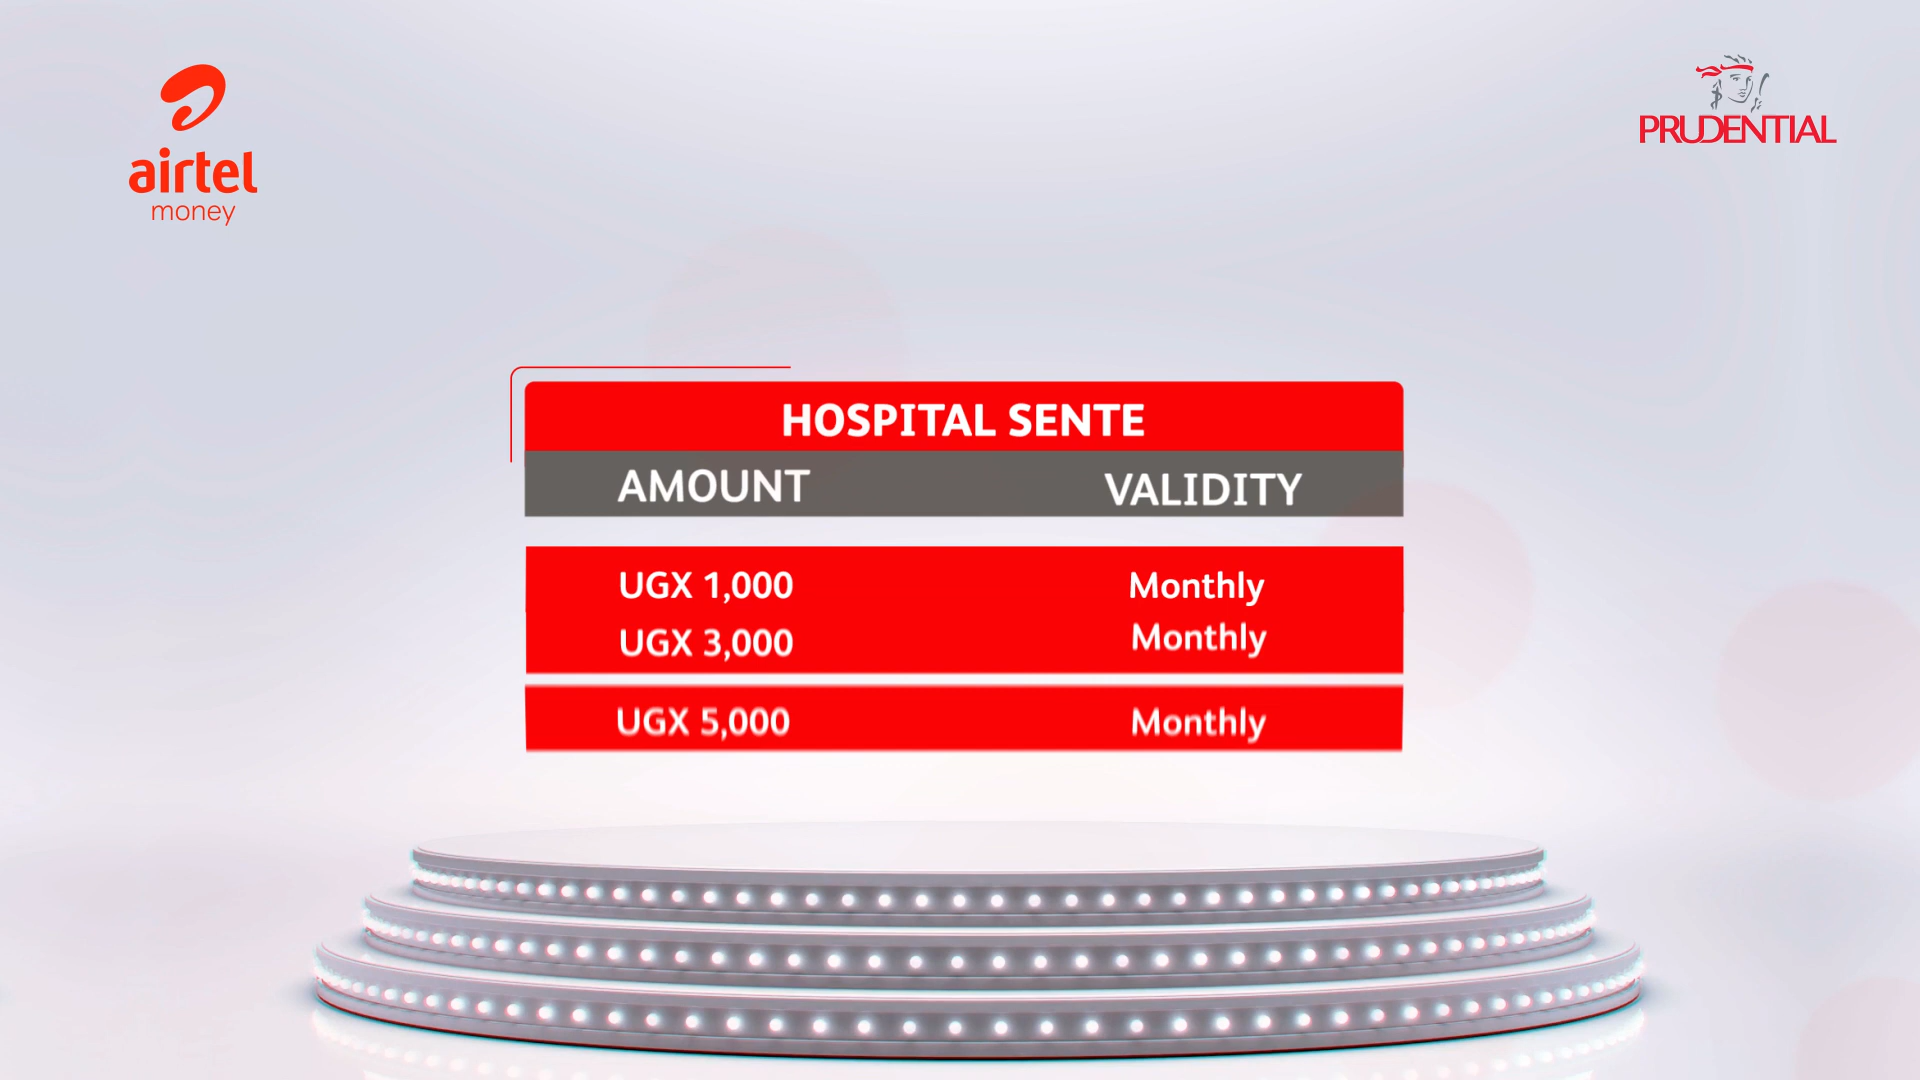 airtel
money
PRUDENTIAL
HOSPITAL SENTE
AMOUNT VALIDITY
UGX 1,000 Monthly
UGX 3,000 Monthly
UGX 5,000 Monthly